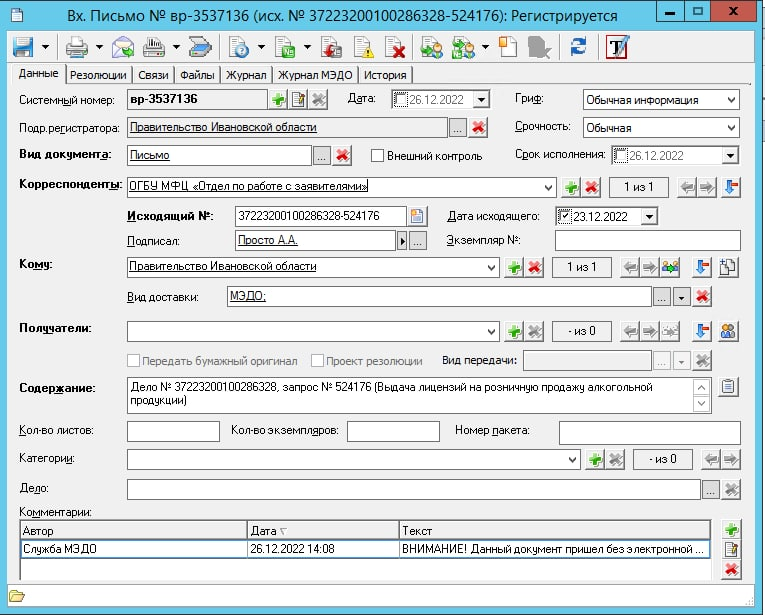 Вх. Письмо № вр-3537136 (исх. № 37223200100286328-524176): Регистрируется
Данные Резолюции Связи Файлы Журнал Журнал МЭДО История
Системный номер: вр-3537136 Дата: 26.12.2022 Гриф: Обычная информация
Подр.регистратора: Правительство Ивановской области ... Срочность: Обычная
Вид документа: Письмо ... Внешний контроль Срок исполнения: 26.12.2022
Корреспонденты: ОГБУ МФЦ «Отдел по работе с заявителями» 1 из 1
Исходящий №: 37223200100286328-524176 Дата исходящего: 23.12.2022
Подписал: Просто А.А. ... Экземпляр №:
Кому: Правительство Ивановской области 1 из 1
Вид доставки: МЭДО; ...
Получатели: - из 0
Передать бумажный оригинал Проект резолюции Вид передачи: ...
Содержание: Дело № 37223200100286328, запрос № 524176 (Выдача лицензий на розничную продажу алкогольной
продукции)
Кол-во листов: Кол-во экземпляров: Номер пакета:
Категории: - из 0
Дело: ...
Комментарии:
Автор Дата Текст
Служба МЭДО 26.12.2022 14:08 ВНИМАНИЕ! Данный документ пришел без электронной ...